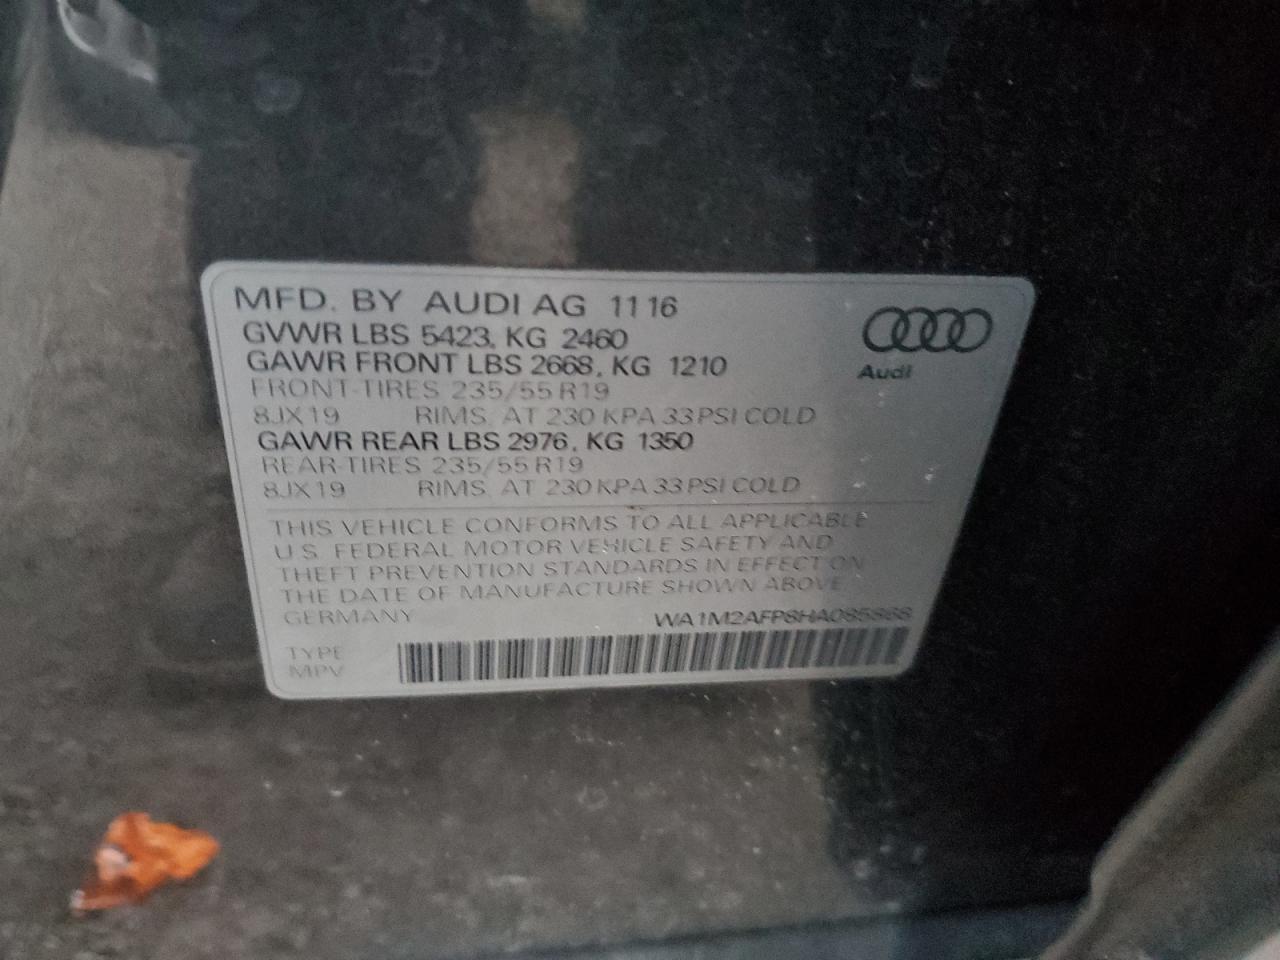 MFD. BY AUDI AG 11 16
GVWR LBS 5423, KG 2460
GAWR FRONT LBS 2668, KG 1210
FRONT-TIRES 235/55 R19
8JX19 RIMS, AT 230 KPA 33 PSI COLD
GAWR REAR LBS 2976, KG 1350
REAR-TIRES 235/55 R19
8JX19 RIMS, AT 230 KPA 33 PSI COLD
Audi
THIS VEHICLE CONFORMS TO ALL APPLICABLE
U.S. FEDERAL MOTOR VEHICLE SAFETY AND
THEFT PREVENTION STANDARDS IN EFFECT ON
THE DATE OF MANUFACTURE SHOWN ABOVE
GERMANY
TYPE
MPV